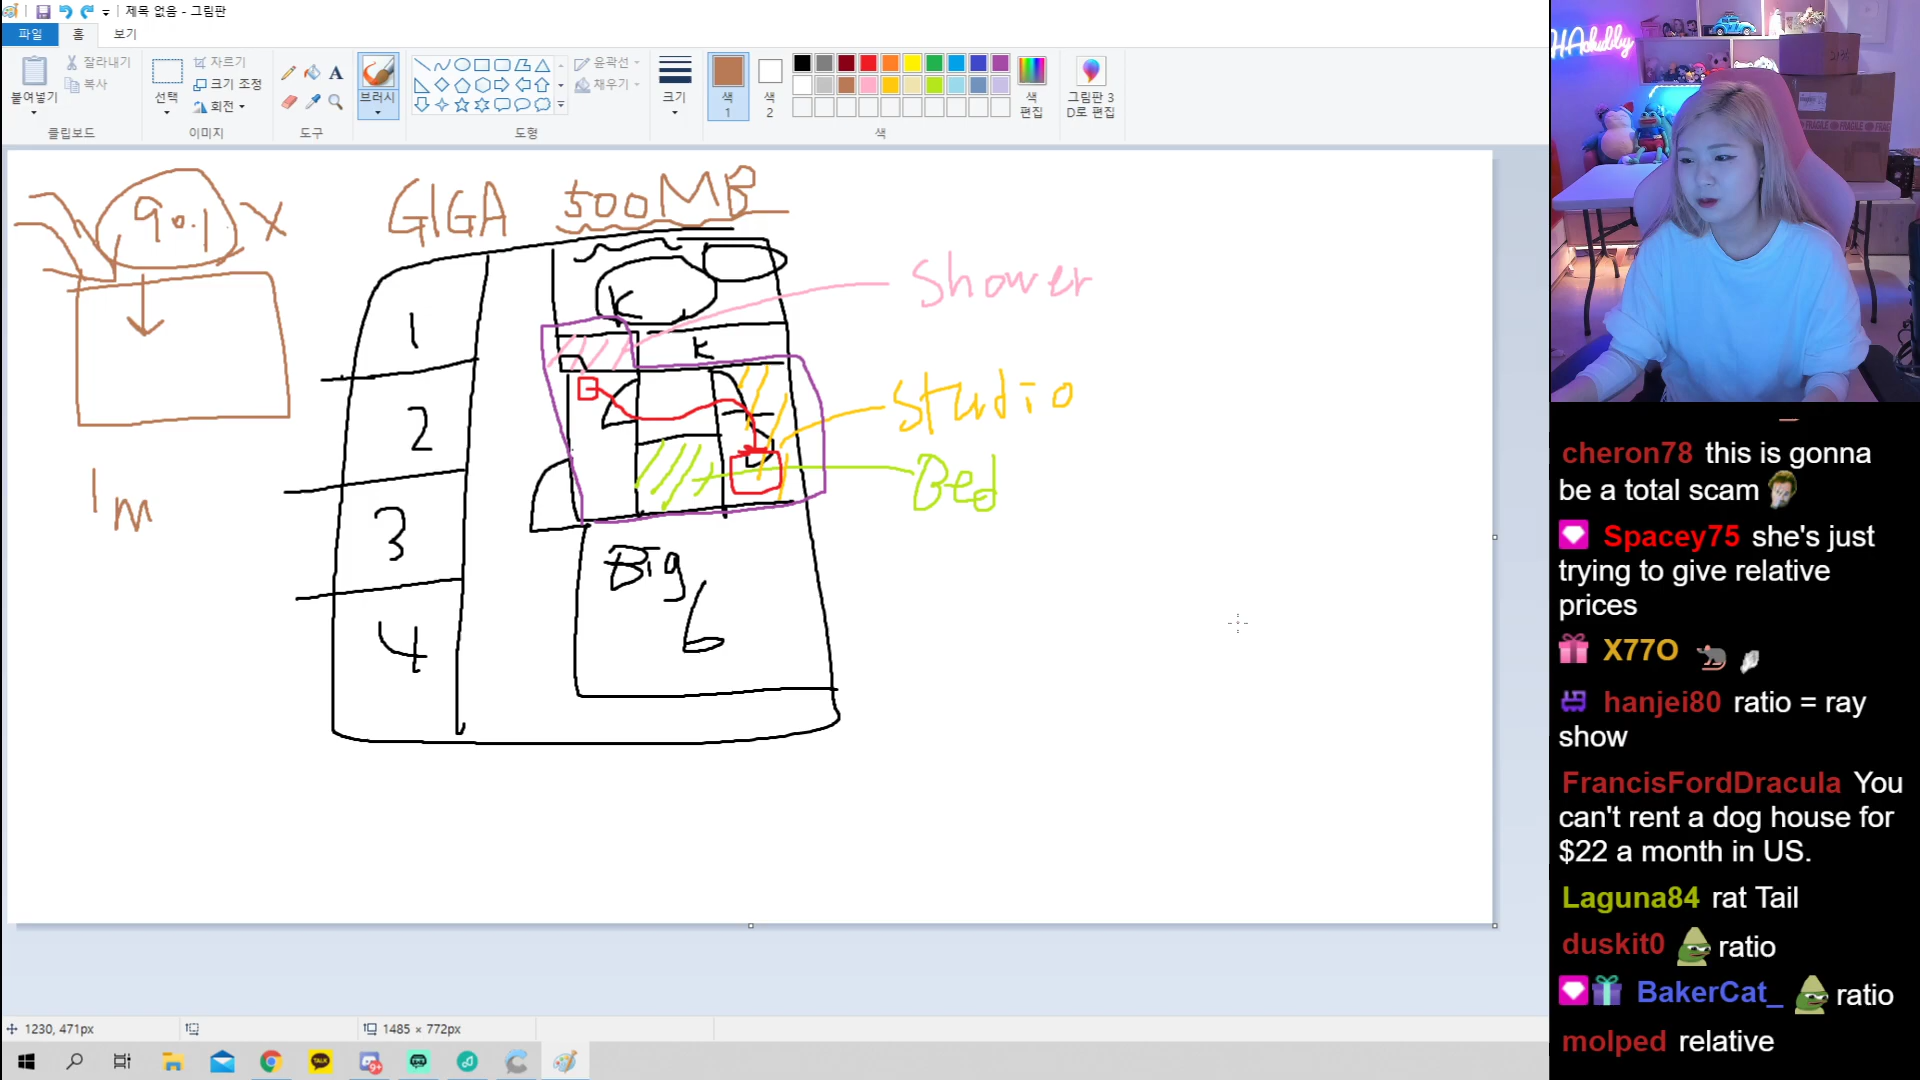 제목 없음 - 그림판
파일 홈 보기
붙여넣기
잘라내기
복사
클립보드
선택
자르기
크기 조정
회전
이미지
도구
브러시
도형
윤곽선
채우기
크기
색
1
색
2
색
편집
색
그림판 3
D로 편집
90.1 X
GIGA 500MB
K
Shower
1
K
2
Studio
Bed
1m
3
Big
6
4
HAchubby
FRAGILE
cheron78 this is gonna
be a total scam
Spacey75 she's just
trying to give relative
prices
X77O
hanjei80 ratio = ray
show
FrancisFordDracula You
can't rent a dog house for
$22 a month in US.
Laguna84 rat Tail
duskit0 ratio
BakerCat_ ratio
molped relative
1230, 471px
1485 × 772px
TALK
9+